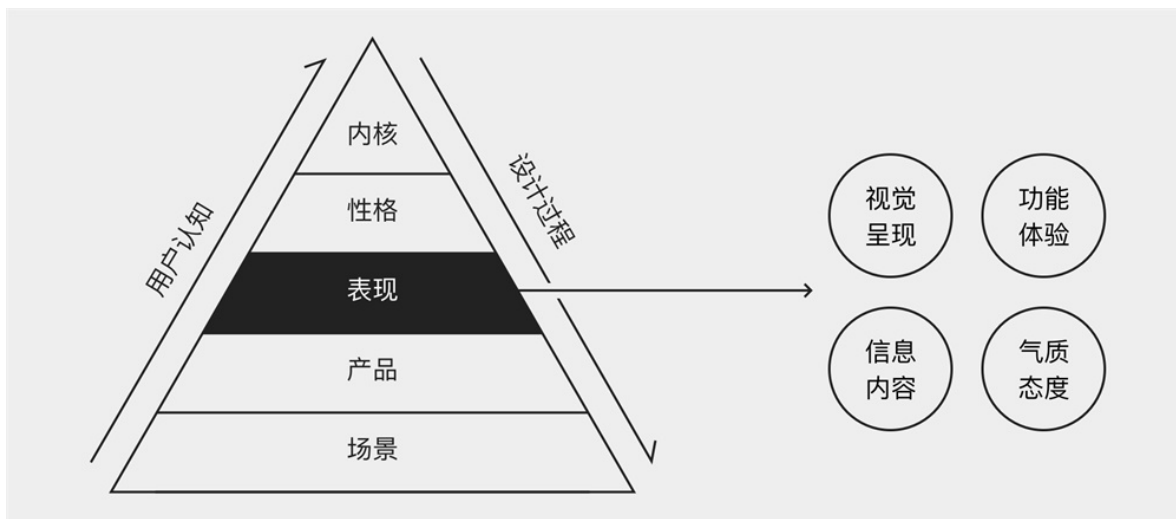 内核
性格
表现
产品
场景
用户认知
设计过程
视觉
呈现
功能
体验
信息
内容
气质
态度